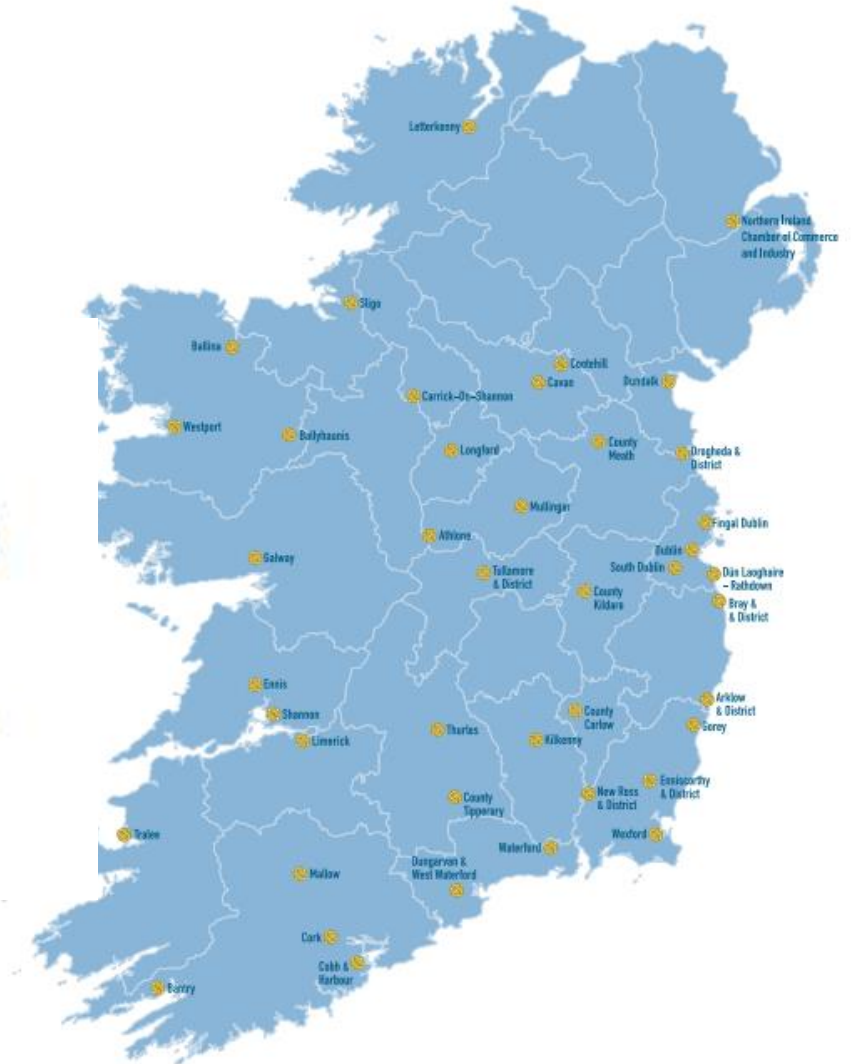 Letterkenny
Northern Ireland
Chamber of Commerce
and Industry
Sligo
Ballina
Cootehill
Cavan
Dundalk
Carrick-On-Shannon
Westport
Ballyhaunis
County
Meath
Longford
Drogheda &
District
Mullingar
Fingal Dublin
Athlone
Dublin
Galway
South Dublin
Tullamore
& District
Dún Laoghaire
- Rathdown
County
Kildare
Bray &
& District
Ennis
Arklow
& District
Shannon
County
Carlow
Gorey
Thurles
Limerick
Kilkenny
Enniscorthy
& District
New Ross
& District
County
Tipperary
Tralee
Wexford
Waterford
Dungarvan &
West Waterford
Mallow
Cork
Cobh &
Harbour
Bantry